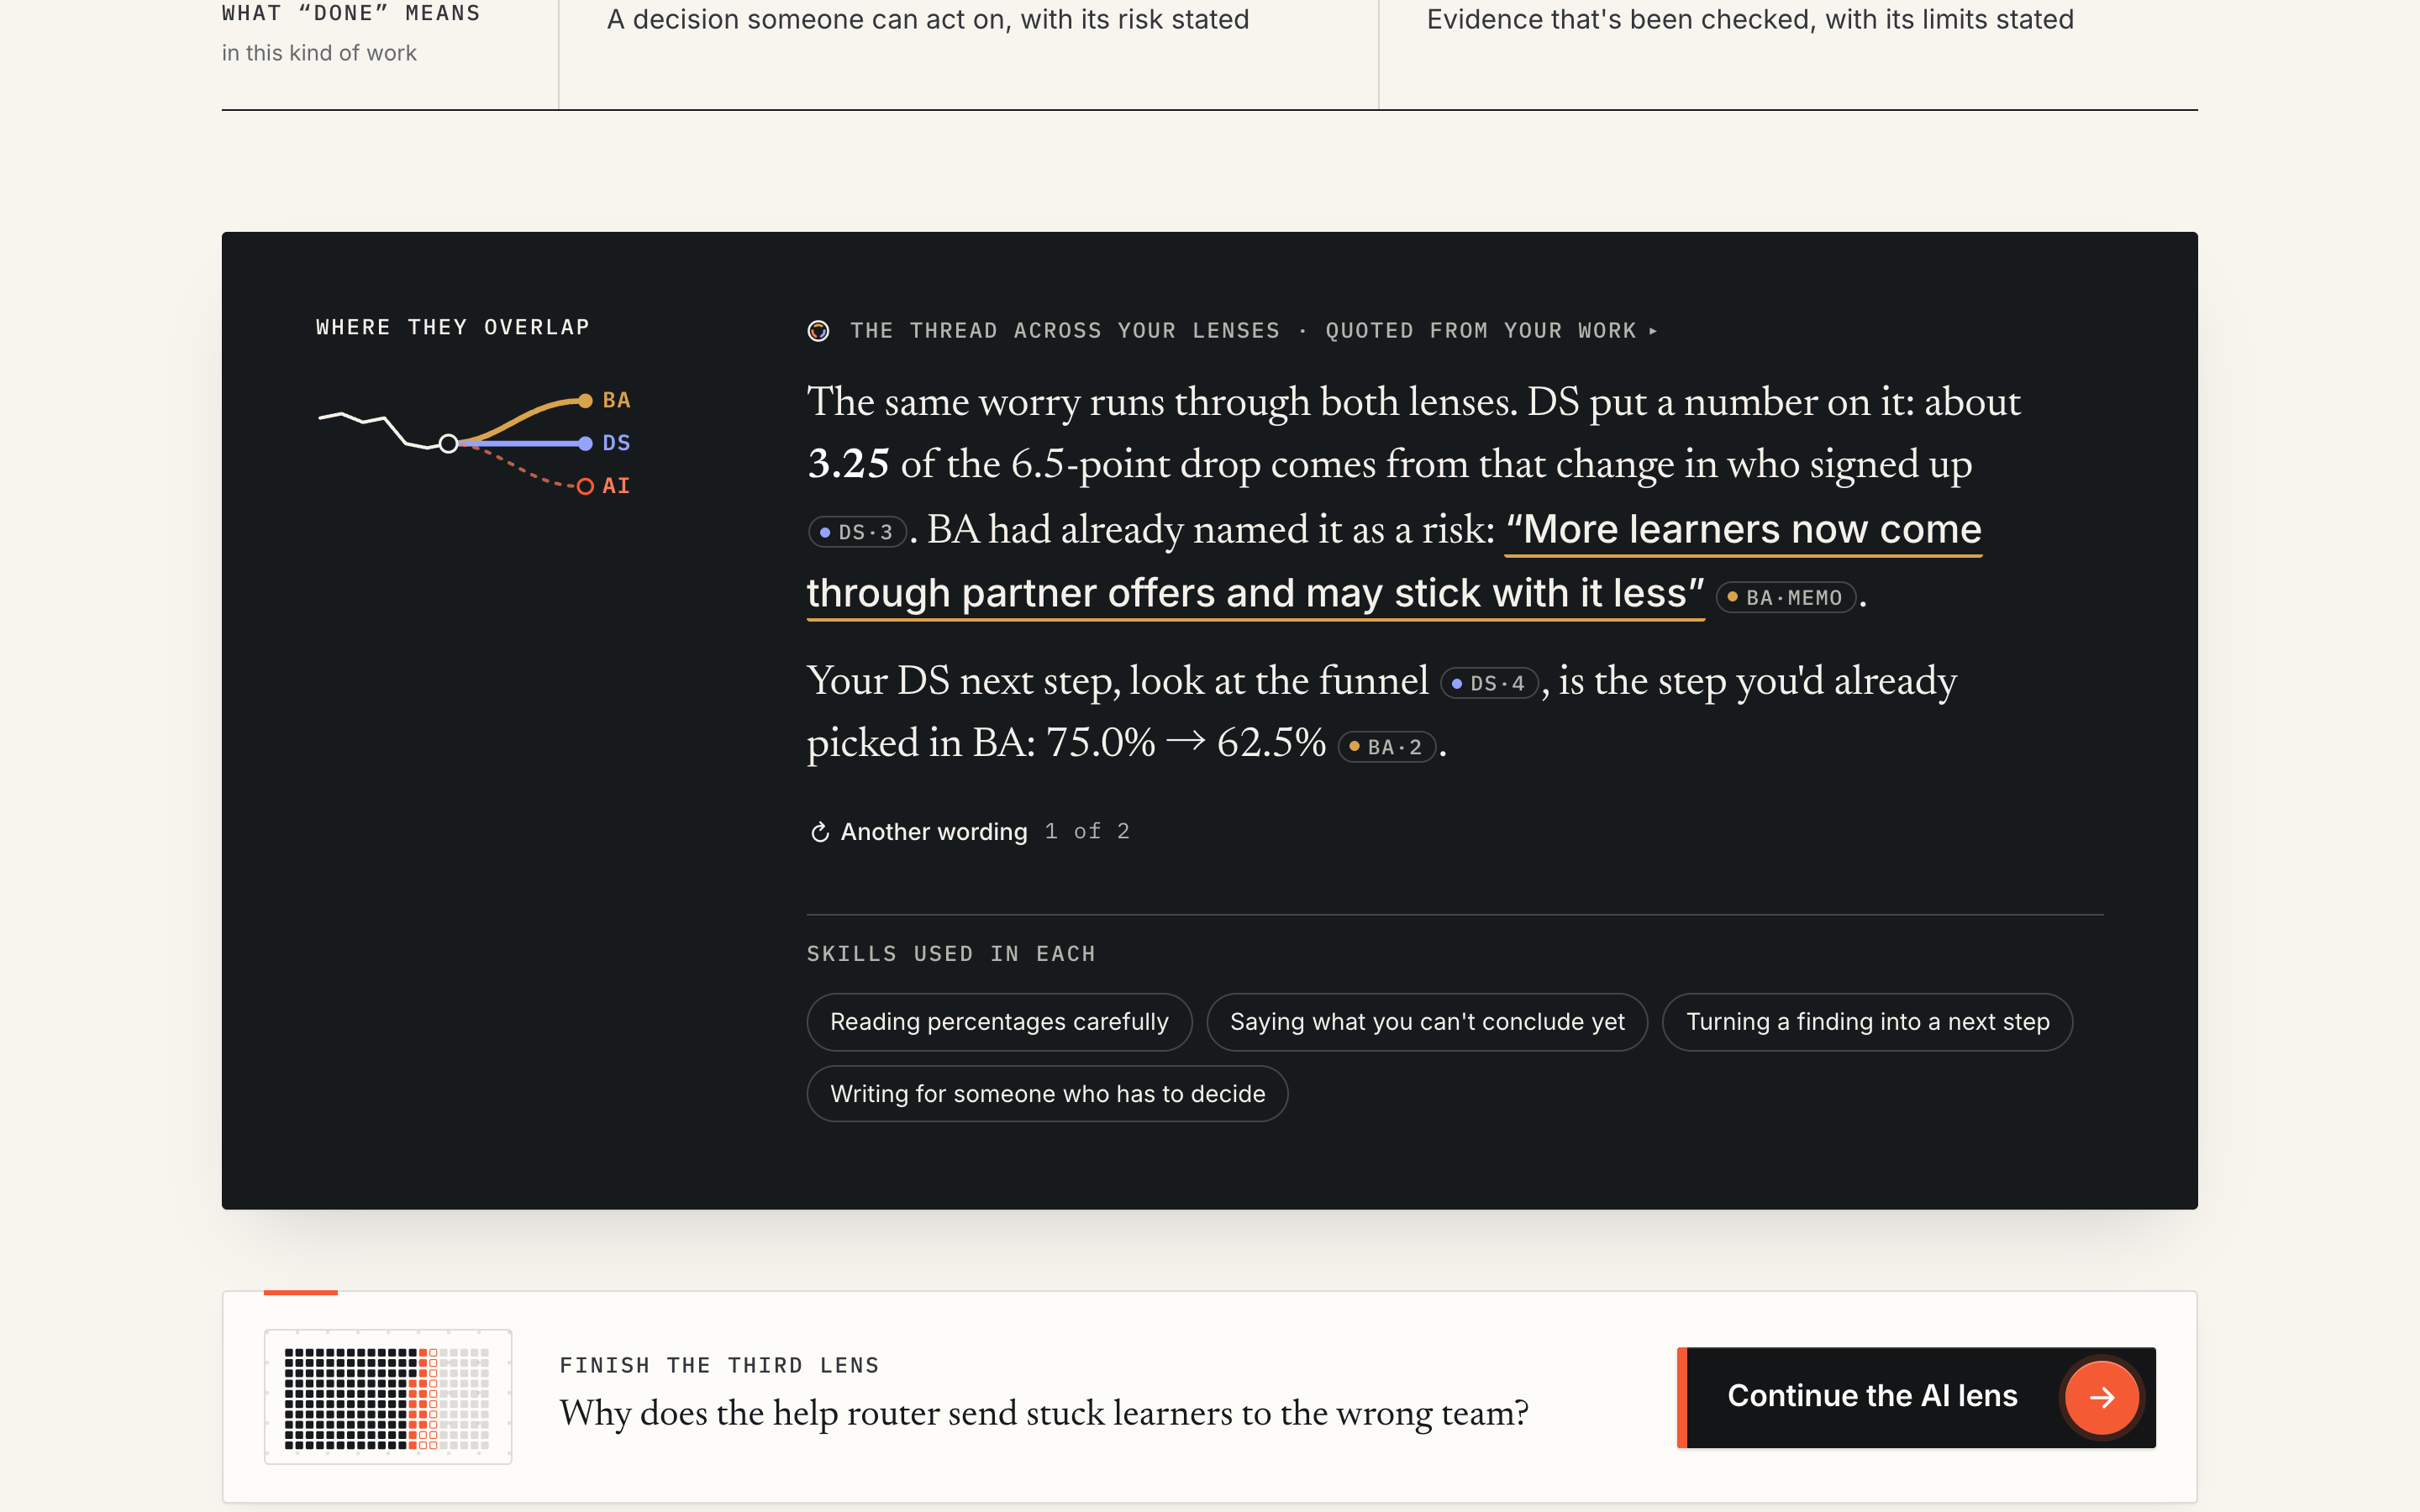 WHAT “DONE” MEANS
in this kind of work
A decision someone can act on, with its risk stated
Evidence that's been checked, with its limits stated
WHERE THEY OVERLAP
BA
DS
AI
THE THREAD ACROSS YOUR LENSES · QUOTED FROM YOUR WORK ▸
The same worry runs through both lenses. DS put a number on it: about
3.25 of the 6.5-point drop comes from that change in who signed up
DS·3. BA had already named it as a risk: “More learners now come
through partner offers and may stick with it less” BA·MEMO.
Your DS next step, look at the funnel DS·4, is the step you'd already
picked in BA: 75.0% → 62.5% BA·2.
Another wording 1 of 2
SKILLS USED IN EACH
Reading percentages carefully
Saying what you can't conclude yet
Turning a finding into a next step
Writing for someone who has to decide
FINISH THE THIRD LENS
Why does the help router send stuck learners to the wrong team?
Continue the AI lens →